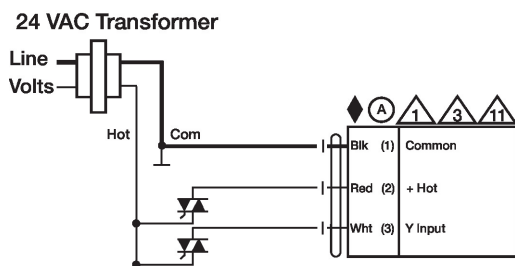 24 VAC Transformer
Line
Volts
Hot
Com
A 1 3 11
Blk (1) Common
Red (2) + Hot
Wht (3) Y Input